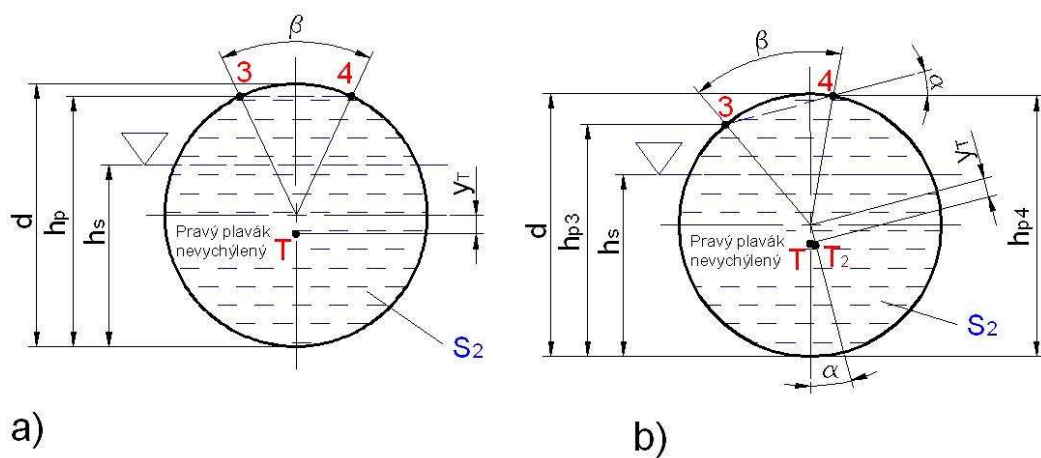 β
3
4
d
hp
hs
yT
Pravý plavák
nevychýlený
T
S2
a)
β
3
4
α
d
hp3
hs
yT
hp4
Pravý plavák
nevychýlený
T
T2
S2
α
b)